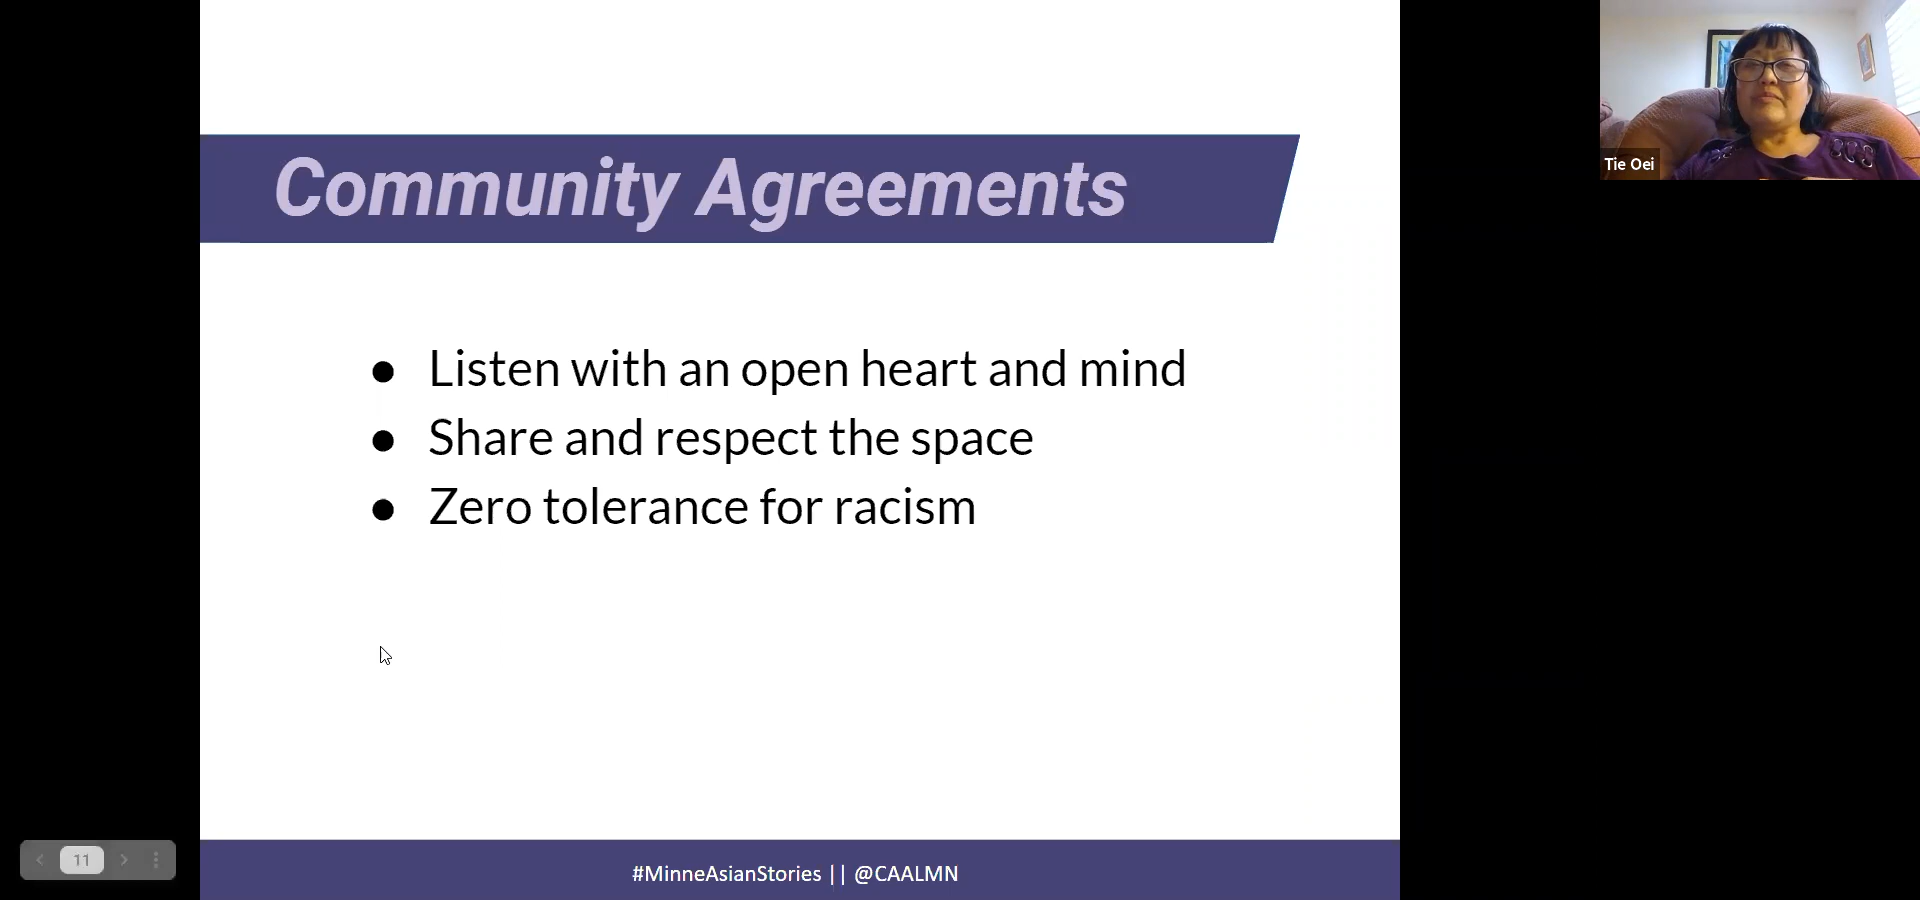 Community Agreements
Tie Oei
● Listen with an open heart and mind
● Share and respect the space
● Zero tolerance for racism
11
#MinneAsianStories || @CAALMN